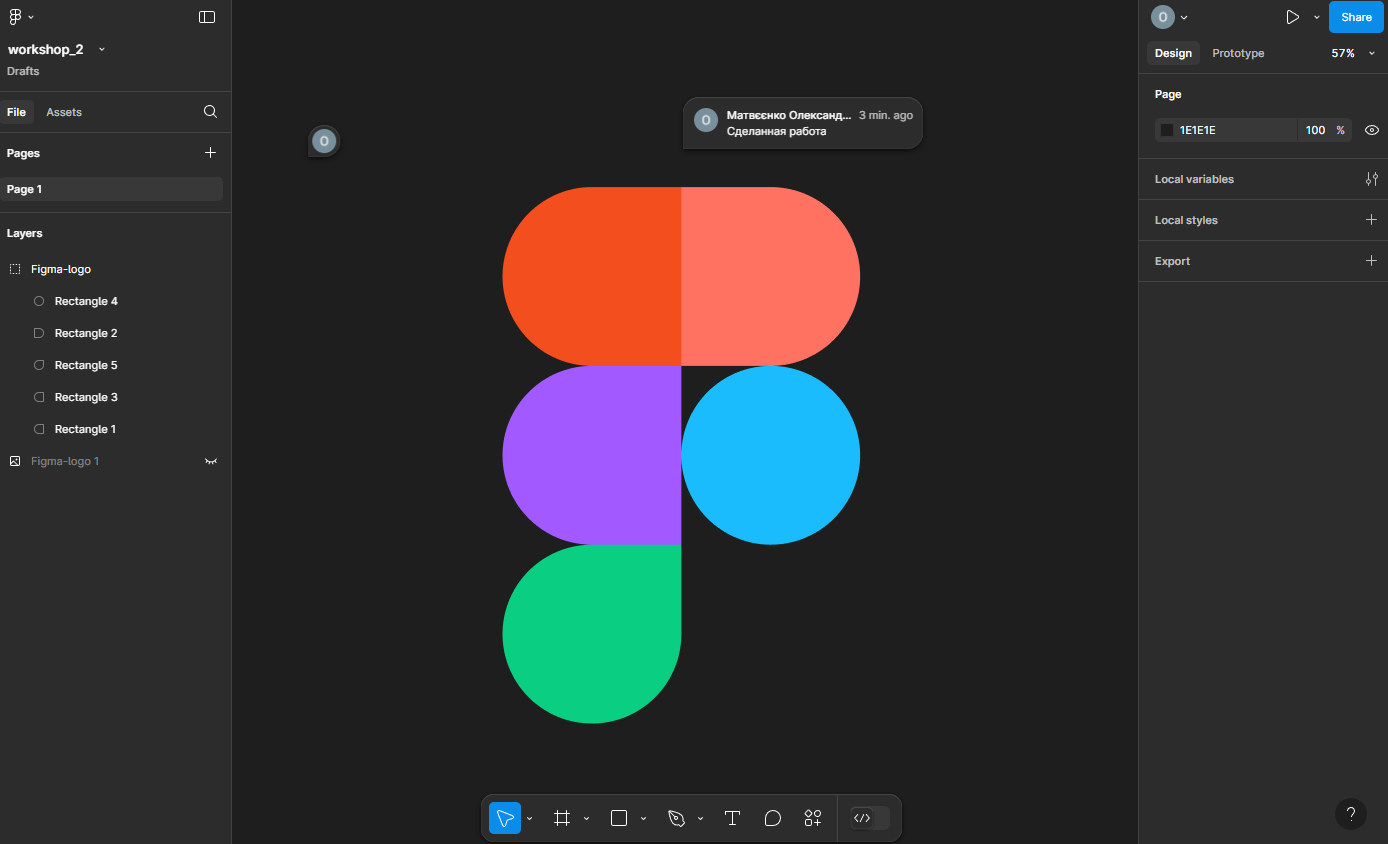 workshop_2
Drafts
File Assets
Pages
Page 1
Layers
Figma-logo
Rectangle 4
Rectangle 2
Rectangle 5
Rectangle 3
Rectangle 1
Figma-logo 1
O
O
Матвєєнко Олександ... 3 min. ago
Сделанная работа
O
Share
Design Prototype 57%
Page
1E1E1E 100 %
Local variables
Local styles
Export
?